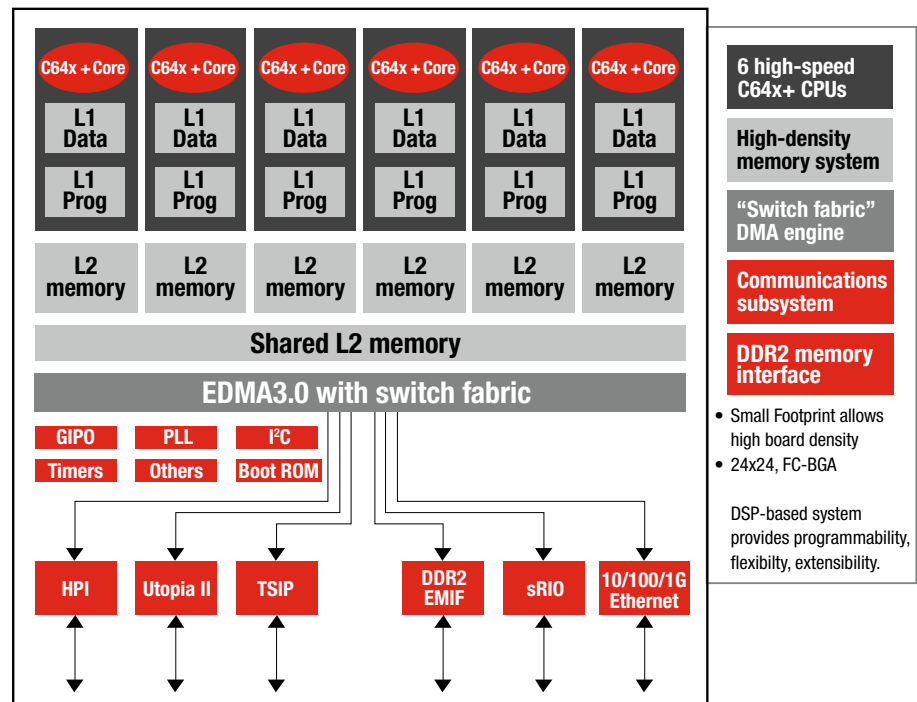 C64x + Core C64x + Core C64x + Core C64x + Core C64x + Core C64x + Core
L1 Data L1 Data L1 Data L1 Data L1 Data L1 Data
L1 Prog L1 Prog L1 Prog L1 Prog L1 Prog L1 Prog
L2 memory L2 memory L2 memory L2 memory L2 memory L2 memory
Shared L2 memory
EDMA3.0 with switch fabric
GIPO PLL I²C
Timers Others Boot ROM
HPI Utopia II TSIP DDR2 EMIF sRIO 10/100/1G Ethernet
6 high-speed
C64x+ CPUs
High-density
memory system
“Switch fabric”
DMA engine
Communications
subsystem
DDR2 memory
interface
• Small Footprint allows
high board density
• 24x24, FC-BGA
DSP-based system
provides programmability,
flexibilty, extensibility.